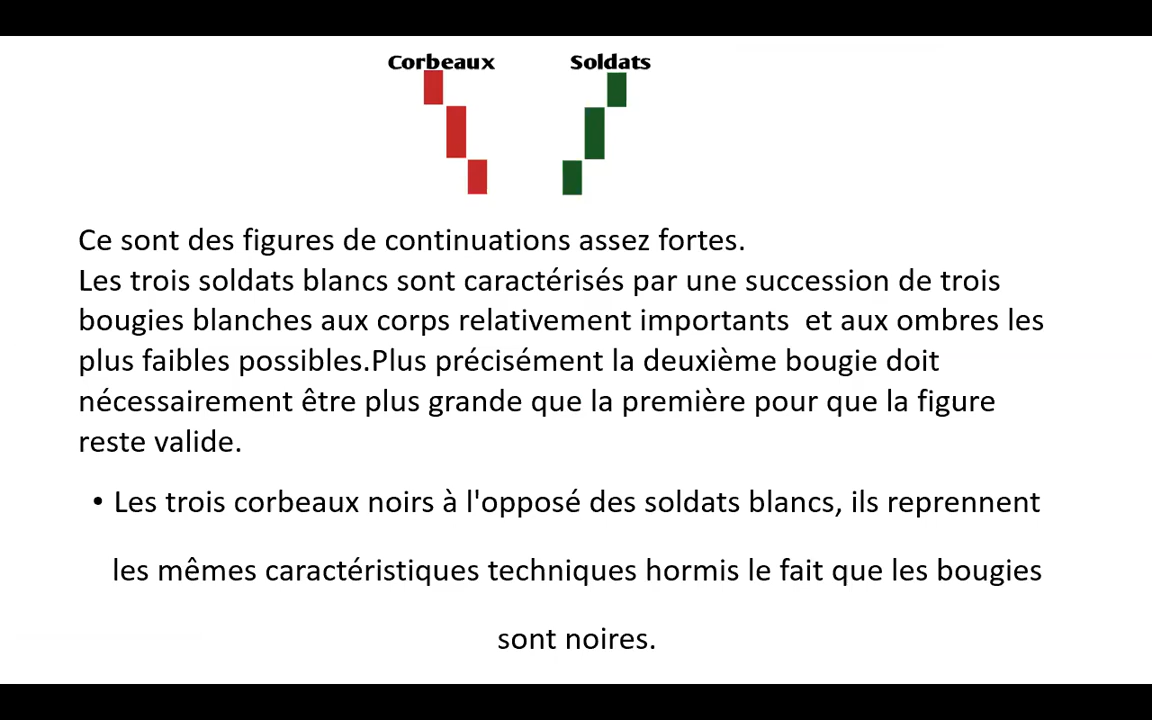 Corbeaux Soldats
Ce sont des figures de continuations assez fortes.
Les trois soldats blancs sont caractérisés par une succession de trois
bougies blanches aux corps relativement importants  et aux ombres les
plus faibles possibles.Plus précisément la deuxième bougie doit
nécessairement être plus grande que la première pour que la figure
reste valide.
• Les trois corbeaux noirs à l'opposé des soldats blancs, ils reprennent
les mêmes caractéristiques techniques hormis le fait que les bougies
sont noires.